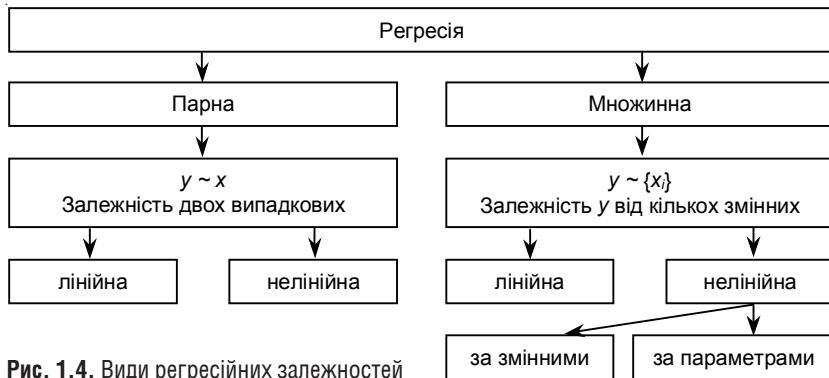 Регресія
Парна
Множинна
y ~ x
Залежність двох випадкових
y ~ {xi}
Залежність y від кількох змінних
лінійна
нелінійна
лінійна
нелінійна
за змінними
за параметрами
Рис. 1.4. Види регресійних залежностей